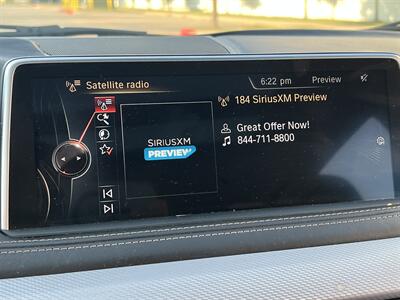 Satellite radio
6:22 pm
Preview
184 SiriusXM Preview
SIRIUSXM
PREVIEW
Great Offer Now!
844-711-8800